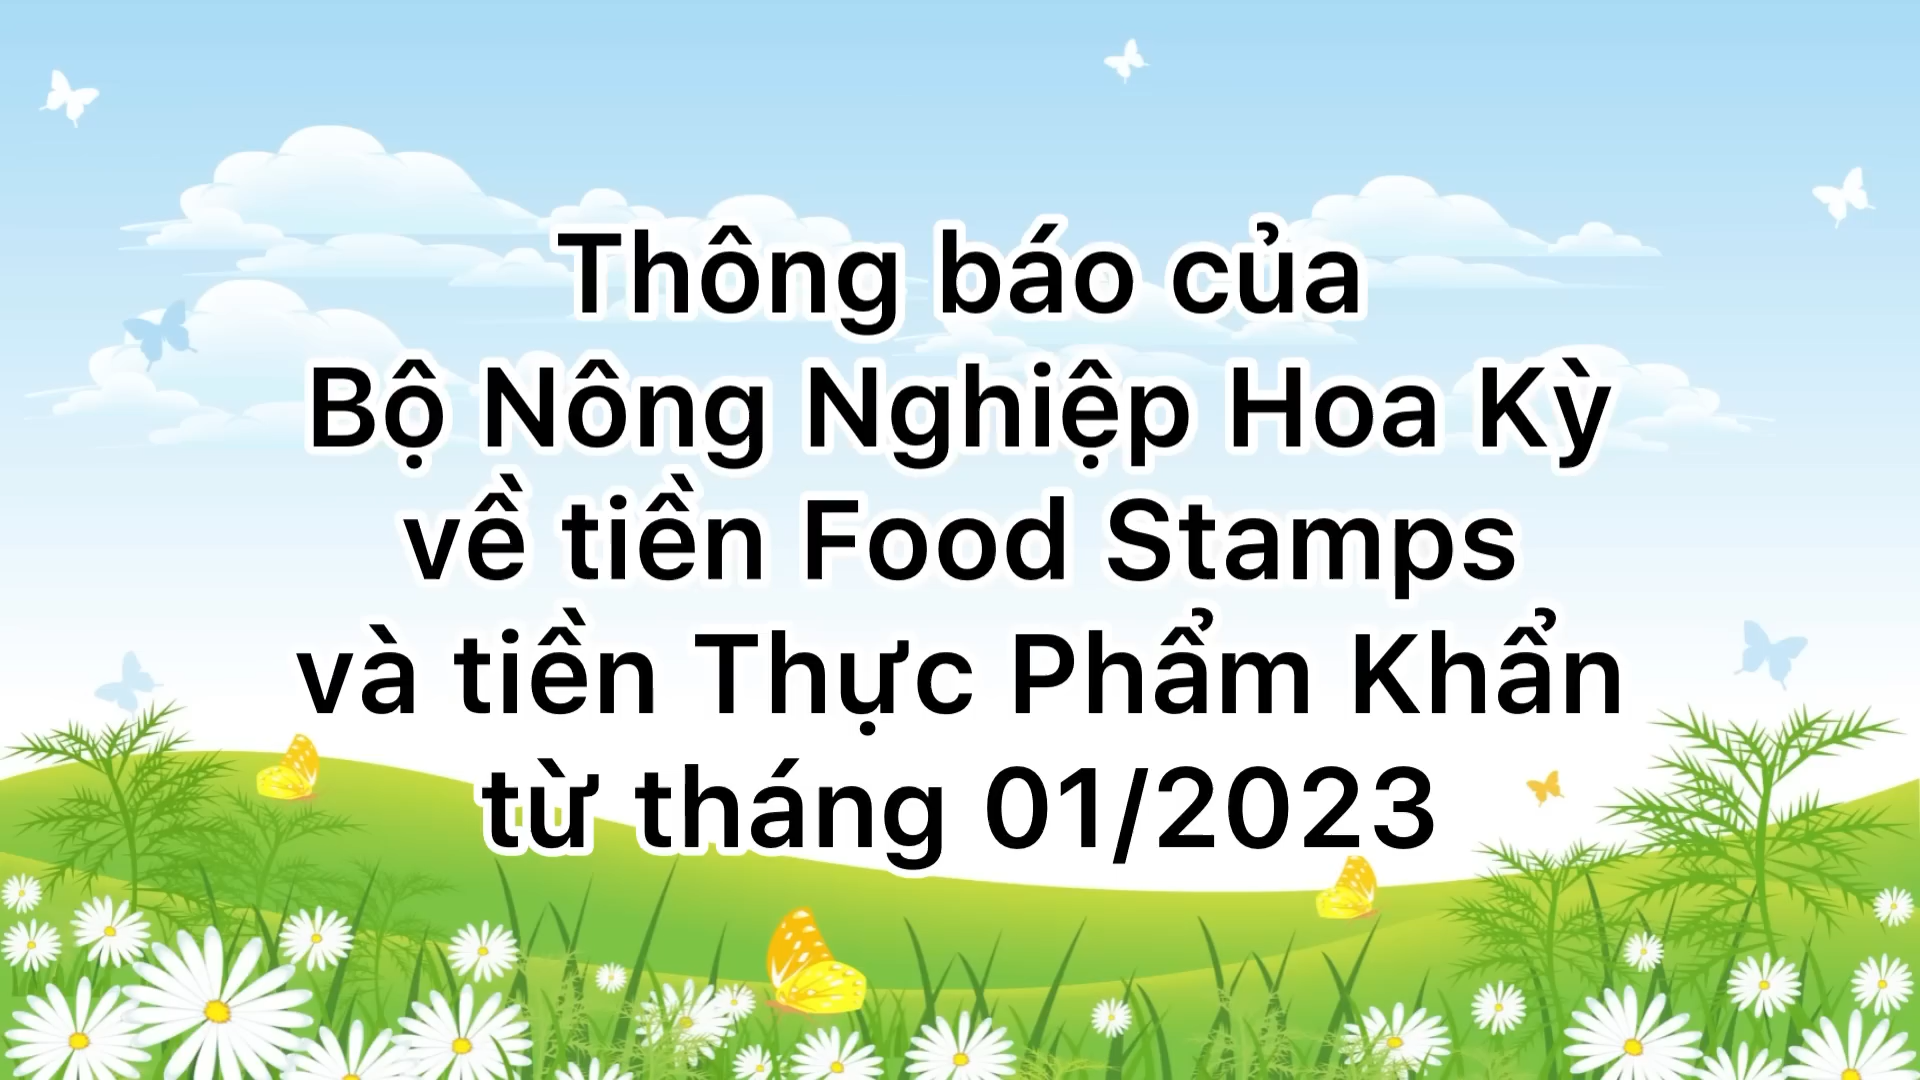 Thông báo của
Bộ Nông Nghiệp Hoa Kỳ
về tiền Food Stamps
và tiền Thực Phẩm Khẩn
từ tháng 01/2023